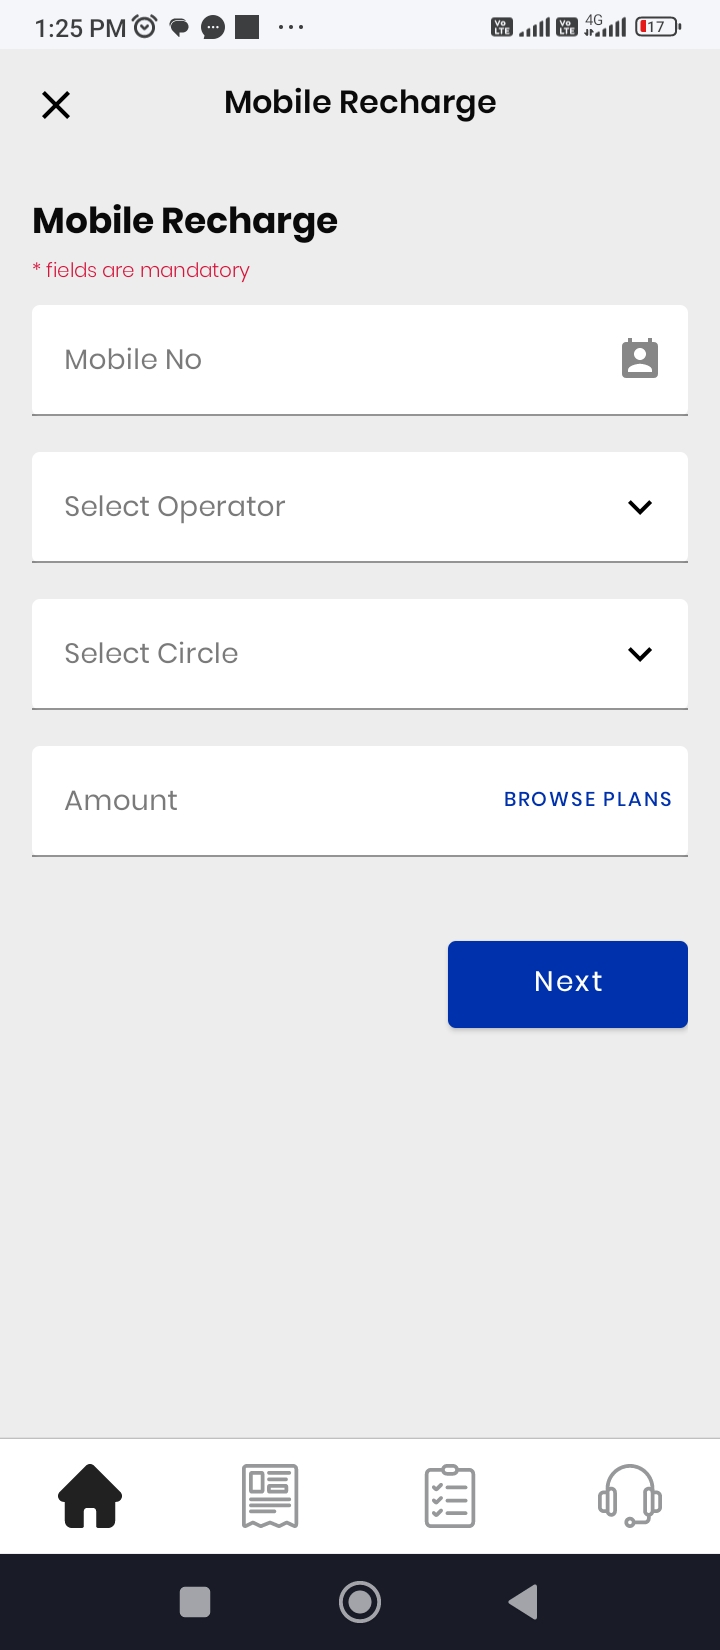 1:25 PM
Vo LTE
Vo LTE
4G
17
Mobile Recharge
Mobile Recharge
* fields are mandatory
Mobile No
Select Operator
Select Circle
Amount
BROWSE PLANS
Next